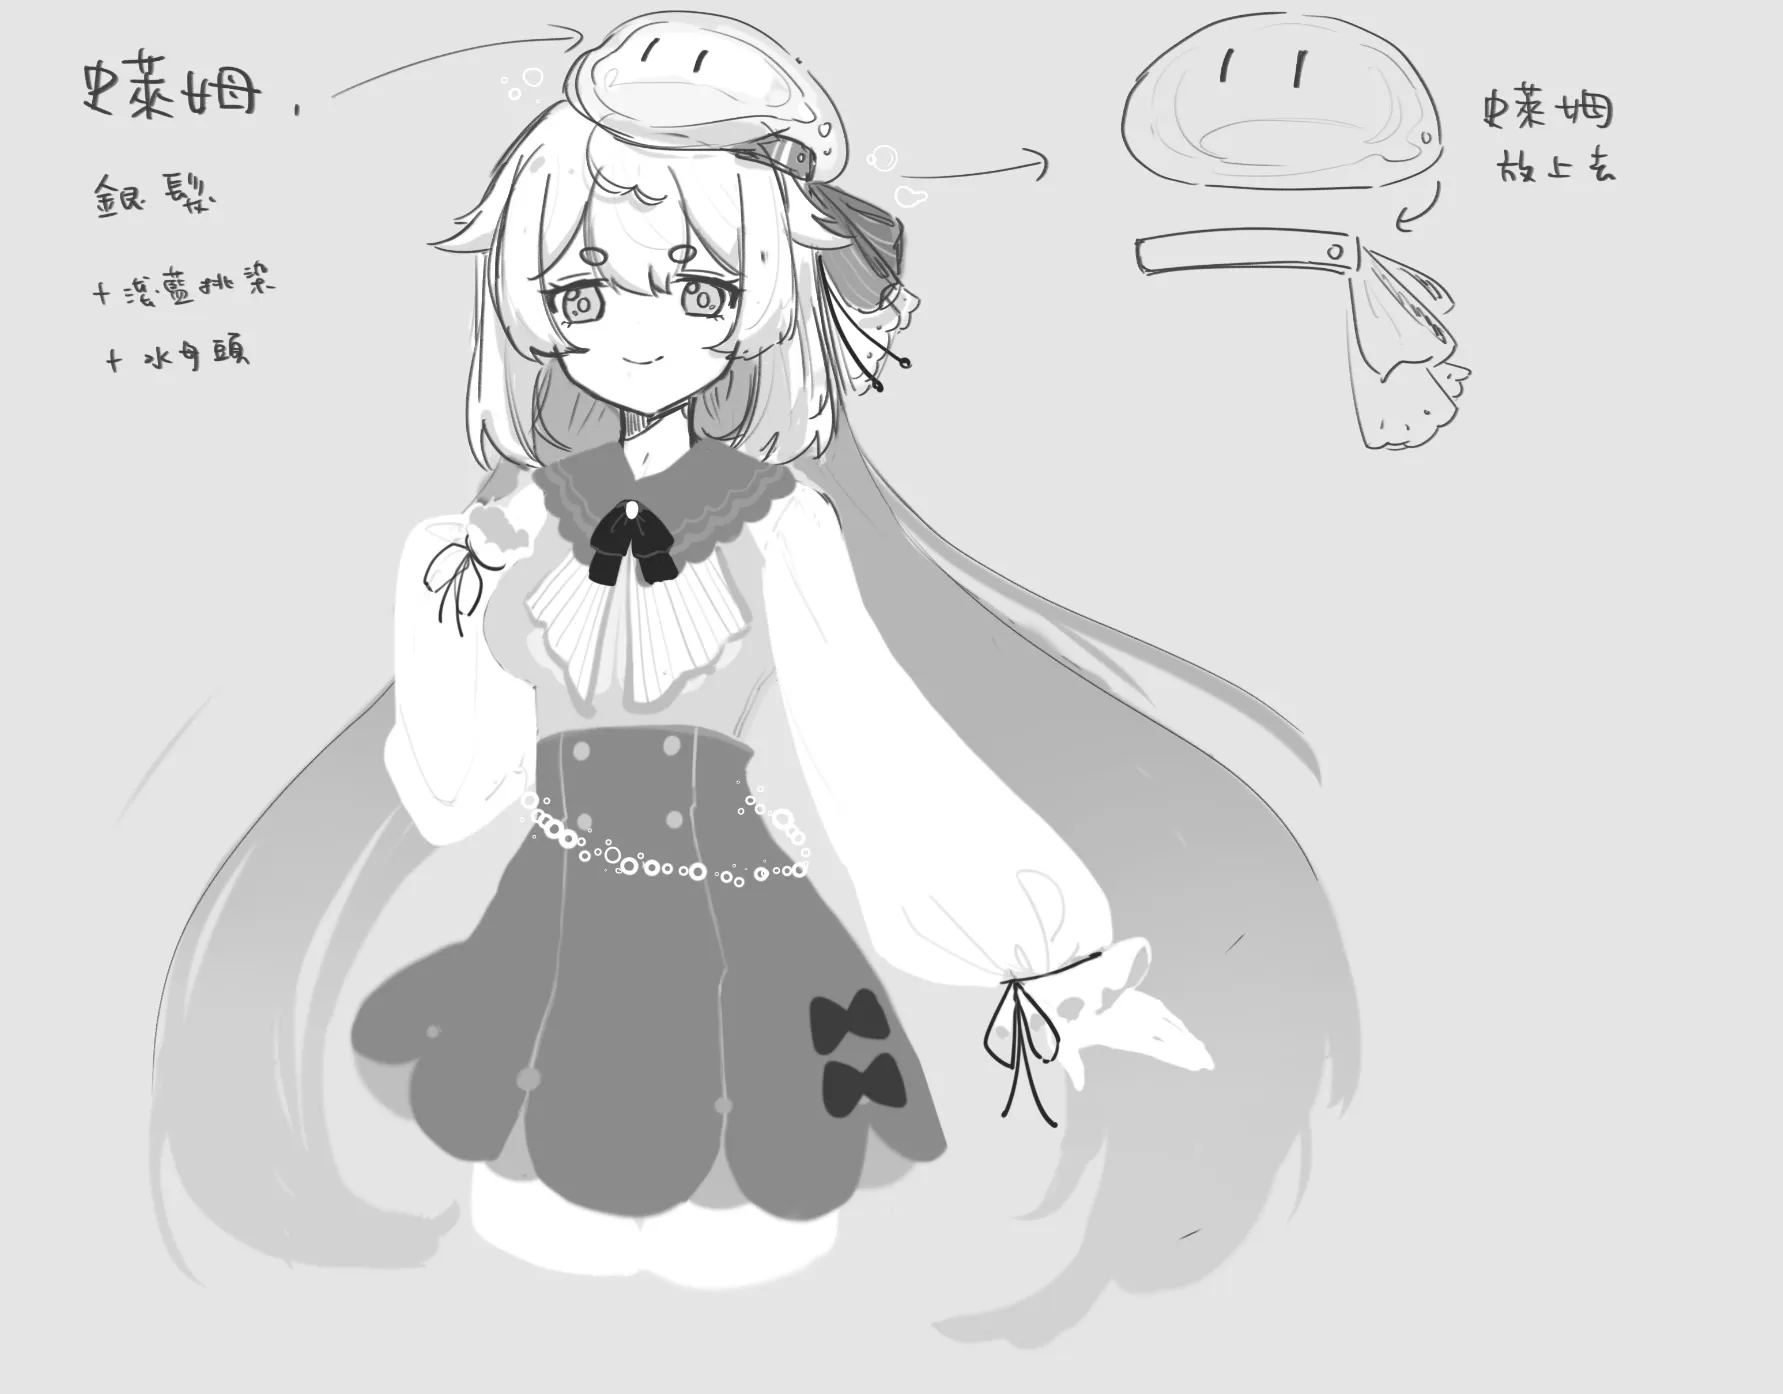 史萊姆.
銀髮
+ 淺藍挑染
+ 水母頭
史萊姆
放上去